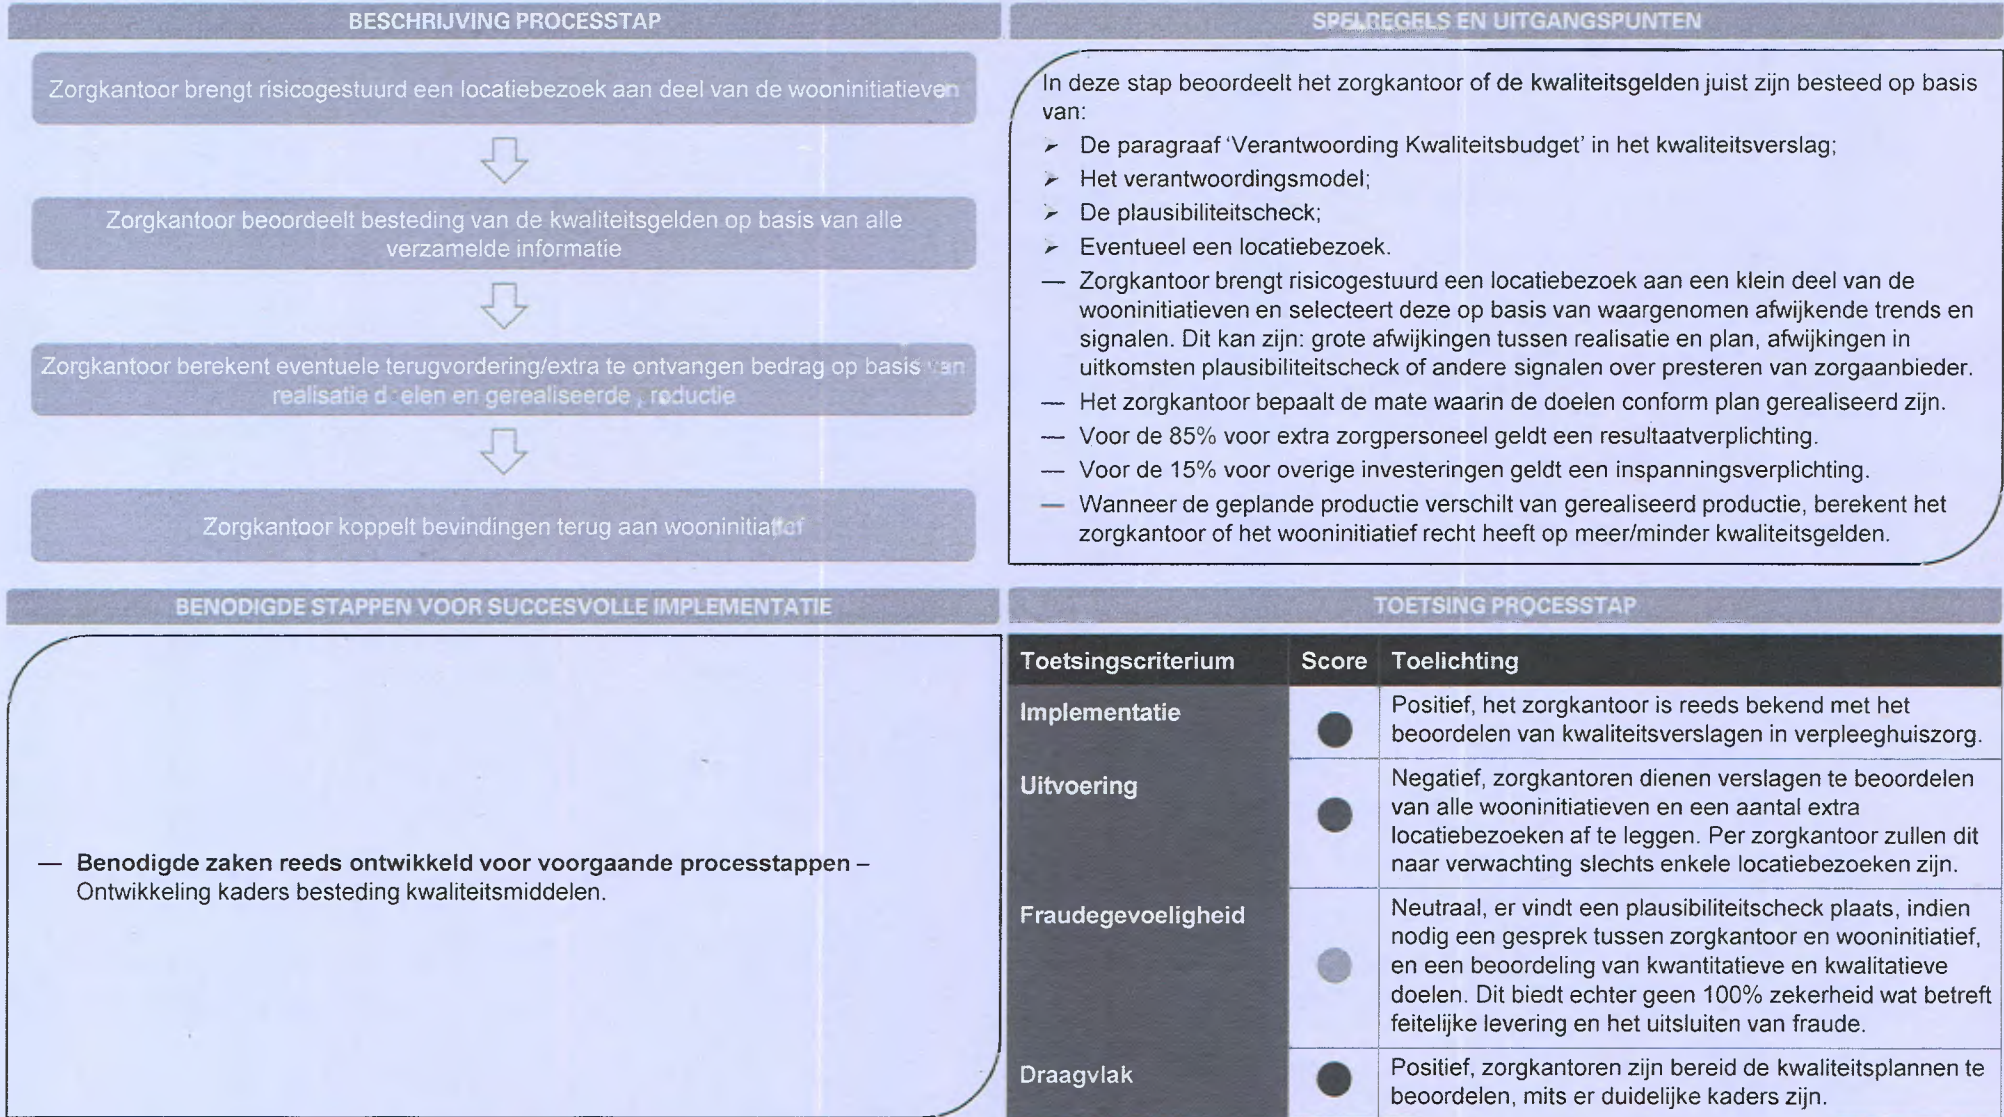 BESCHRIJVING PROCESSTAP
Zorgkantoor brengt risicogestuurd een locatiebezoek aan deel van de wooninitiatieven
Zorgkantoor beoordeelt besteding van de kwaliteitsgelden op basis van alle
verzamelde informatie
Zorgkantoor berekent eventuele terugvordering/extra te ontvangen bedrag op basis van
realisatie d elen en gerealiseerde roductie
Zorgkantoor koppelt bevindingen terug aan wooninitiatief
SPELREGELS EN UITGANGSPUNTEN
In deze stap beoordeelt het zorgkantoor of de kwaliteitsgelden juist zijn besteed op basis
van:
➢ De paragraaf ‘Verantwoording Kwaliteitsbudget’ in het kwaliteitsverslag;
➢ Het verantwoordingsmodel;
➢ De plausibiliteitscheck;
➢ Eventueel een locatiebezoek.
— Zorgkantoor brengt risicogestuurd een locatiebezoek aan een klein deel van de
wooninitiatieven en selecteert deze op basis van waargenomen afwijkende trends en
signalen. Dit kan zijn: grote afwijkingen tussen realisatie en plan, afwijkingen in
uitkomsten plausibiliteitscheck of andere signalen over presteren van zorgaanbieder.
— Het zorgkantoor bepaalt de mate waarin de doelen conform plan gerealiseerd zijn.
— Voor de 85% voor extra zorgpersoneel geldt een resultaatverplichting.
— Voor de 15% voor overige investeringen geldt een inspanningsverplichting.
— Wanneer de geplande productie verschilt van gerealiseerd productie, berekent het
zorgkantoor of het wooninitiatief recht heeft op meer/minder kwaliteitsgelden.
BENODIGDE STAPPEN VOOR SUCCESVOLLE IMPLEMENTATIE
— Benodigde zaken reeds ontwikkeld voor voorgaande processtappen –
Ontwikkeling kaders besteding kwaliteitsmiddelen.
TOETSING PROCESSTAP
Toetsingscriterium Score Toelichting
Implementatie
Positief, het zorgkantoor is reeds bekend met het
beoordelen van kwaliteitsverslagen in verpleeghuiszorg.
Uitvoering
Negatief, zorgkantoren dienen verslagen te beoordelen
van alle wooninitiatieven en een aantal extra
locatiebezoeken af te leggen. Per zorgkantoor zullen dit
naar verwachting slechts enkele locatiebezoeken zijn.
Fraudegevoeligheid
Neutraal, er vindt een plausibiliteitscheck plaats, indien
nodig een gesprek tussen zorgkantoor en wooninitiatief,
en een beoordeling van kwantitatieve en kwalitatieve
doelen. Dit biedt echter geen 100% zekerheid wat betreft
feitelijke levering en het uitsluiten van fraude.
Draagvlak
Positief, zorgkantoren zijn bereid de kwaliteitsplannen te
beoordelen, mits er duidelijke kaders zijn.